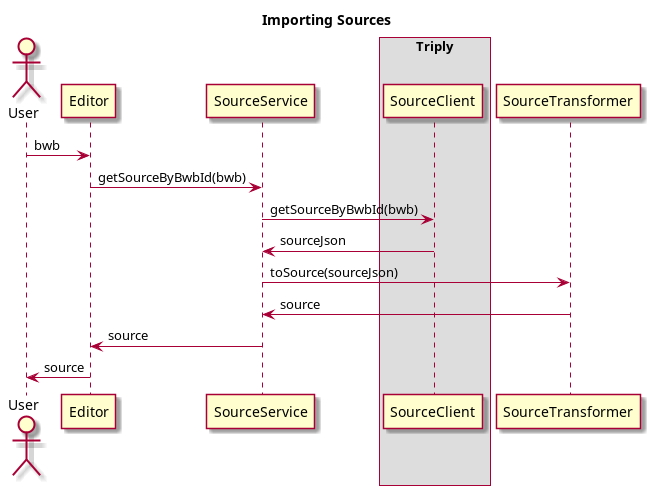 Importing Sources
Triply
User
Editor
SourceService
SourceClient
SourceTransformer
bwb
getSourceByBwbId(bwb)
getSourceByBwbId(bwb)
sourceJson
toSource(sourceJson)
source
source
source
User
Editor
SourceService
SourceClient
SourceTransformer